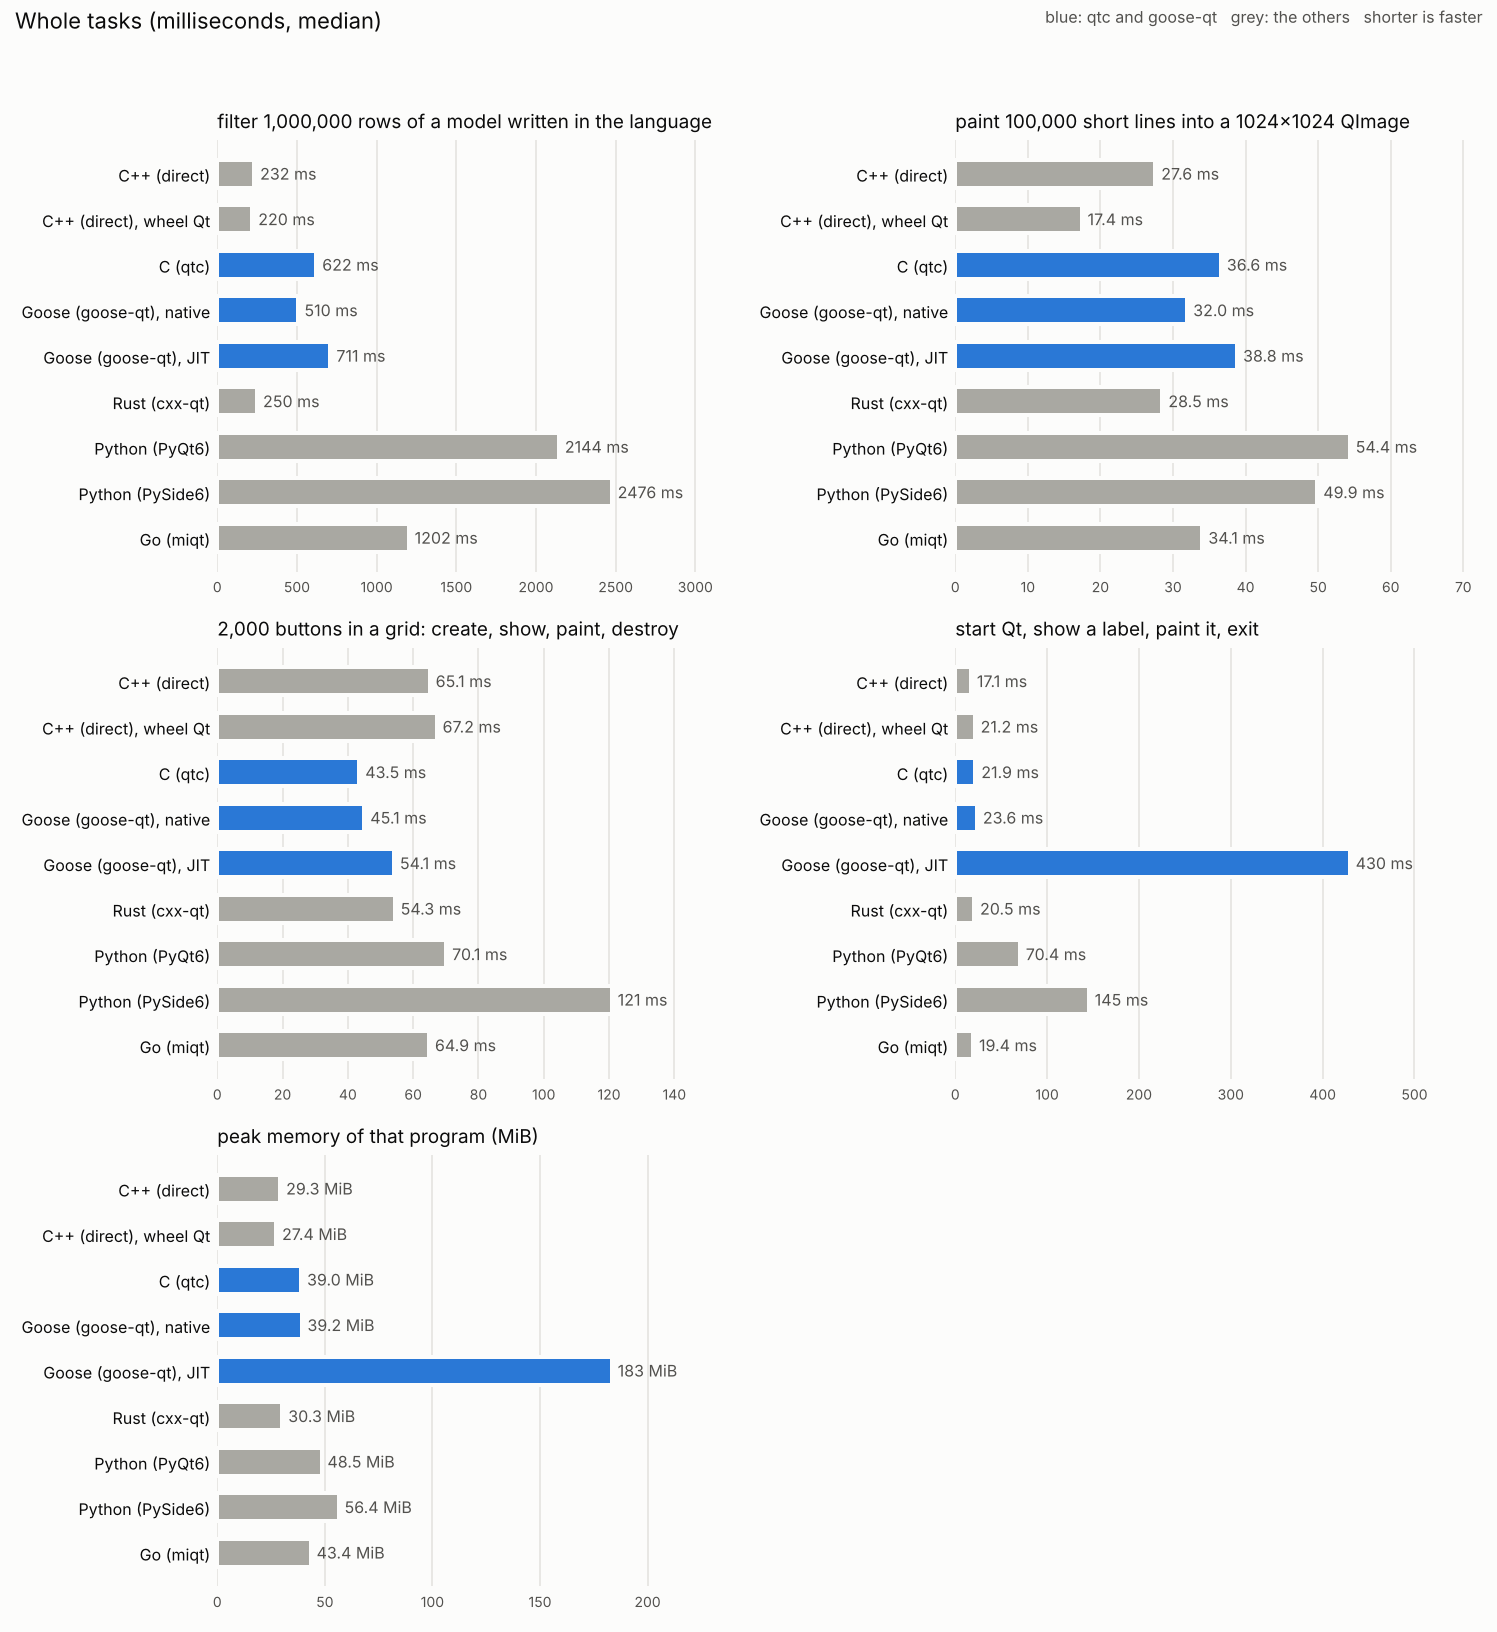 Whole tasks (milliseconds, median)
blue: qtc and goose-qt grey: the others shorter is faster
filter 1,000,000 rows of a model written in the language
C++ (direct) 232 ms
C++ (direct), wheel Qt 220 ms
C (qtc) 622 ms
Goose (goose-qt), native 510 ms
Goose (goose-qt), JIT 711 ms
Rust (cxx-qt) 250 ms
Python (PyQt6) 2144 ms
Python (PySide6) 2476 ms
Go (miqt) 1202 ms
0 500 1000 1500 2000 2500 3000
paint 100,000 short lines into a 1024×1024 QImage
C++ (direct) 27.6 ms
C++ (direct), wheel Qt 17.4 ms
C (qtc) 36.6 ms
Goose (goose-qt), native 32.0 ms
Goose (goose-qt), JIT 38.8 ms
Rust (cxx-qt) 28.5 ms
Python (PyQt6) 54.4 ms
Python (PySide6) 49.9 ms
Go (miqt) 34.1 ms
0 10 20 30 40 50 60 70
2,000 buttons in a grid: create, show, paint, destroy
C++ (direct) 65.1 ms
C++ (direct), wheel Qt 67.2 ms
C (qtc) 43.5 ms
Goose (goose-qt), native 45.1 ms
Goose (goose-qt), JIT 54.1 ms
Rust (cxx-qt) 54.3 ms
Python (PyQt6) 70.1 ms
Python (PySide6) 121 ms
Go (miqt) 64.9 ms
0 20 40 60 80 100 120 140
start Qt, show a label, paint it, exit
C++ (direct) 17.1 ms
C++ (direct), wheel Qt 21.2 ms
C (qtc) 21.9 ms
Goose (goose-qt), native 23.6 ms
Goose (goose-qt), JIT 430 ms
Rust (cxx-qt) 20.5 ms
Python (PyQt6) 70.4 ms
Python (PySide6) 145 ms
Go (miqt) 19.4 ms
0 100 200 300 400 500
peak memory of that program (MiB)
C++ (direct) 29.3 MiB
C++ (direct), wheel Qt 27.4 MiB
C (qtc) 39.0 MiB
Goose (goose-qt), native 39.2 MiB
Goose (goose-qt), JIT 183 MiB
Rust (cxx-qt) 30.3 MiB
Python (PyQt6) 48.5 MiB
Python (PySide6) 56.4 MiB
Go (miqt) 43.4 MiB
0 50 100 150 200